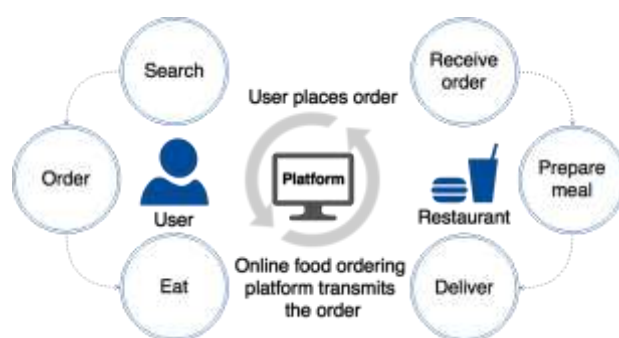 Search
Receive
order
User places order
Order
Platform
Prepare
meal
User
Restaurant
Eat
Online food ordering
platform transmits
the order
Deliver